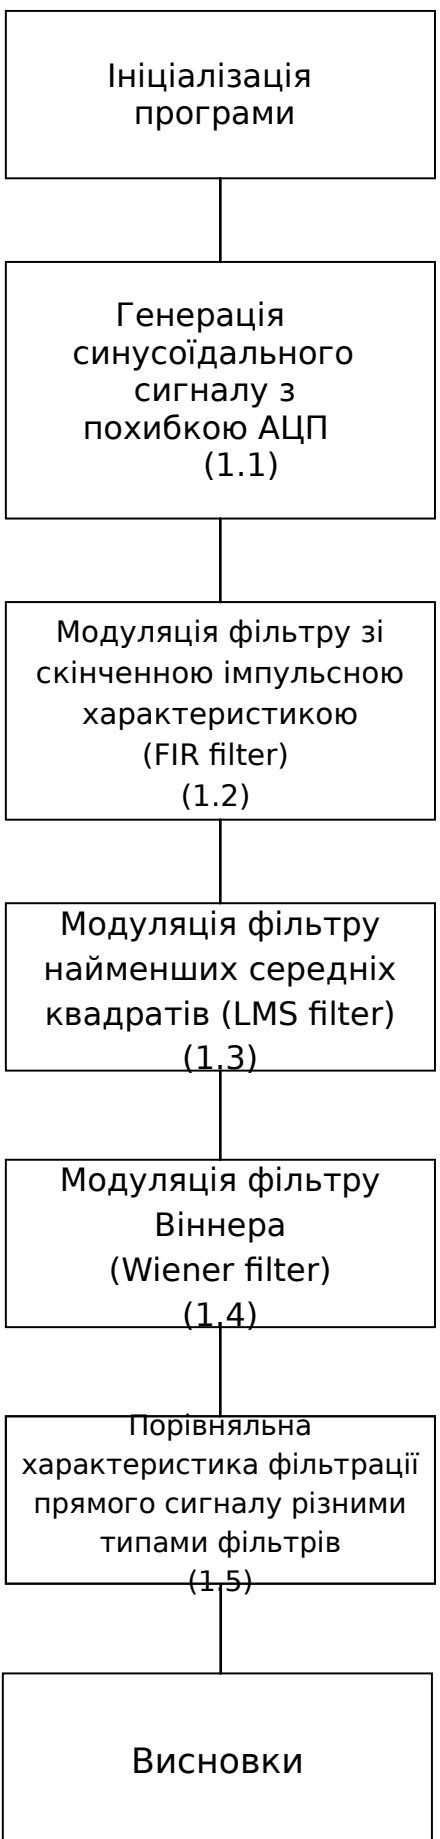 Ініціалізація
програми
Генерація
синусоїдального
сигналу з
похибкою АЦП
(1.1)
Модуляція фільтру зі
скінченною імпульсною
характеристикою
(FIR filter)
(1.2)
Модуляція фільтру
найменших середніх
квадратів (LMS filter)
(1.3)
Модуляція фільтру
Віннера
(Wiener filter)
(1.4)
Порівняльна
характеристика фільтрації
прямого сигналу різними
типами фільтрів
(1.5)
Висновки